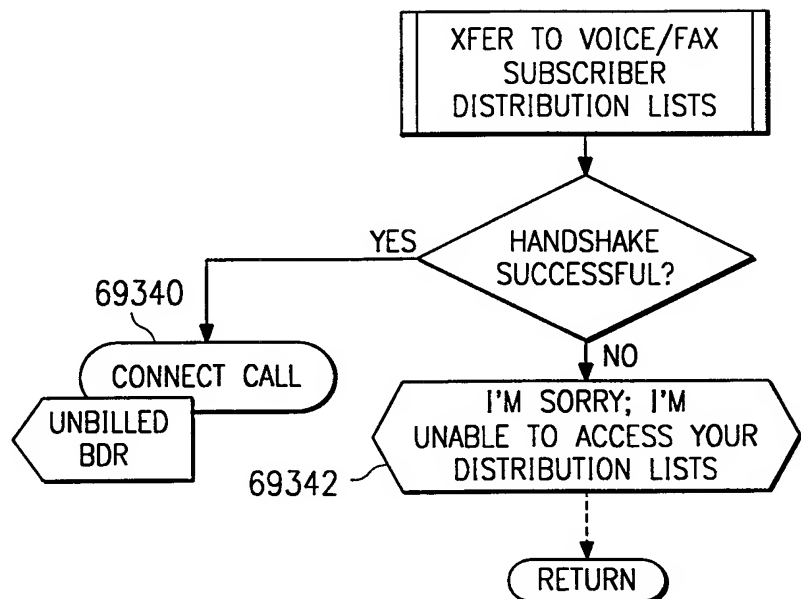 XFER TO VOICE/FAX
SUBSCRIBER
DISTRIBUTION LISTS
YES
HANDSHAKE
SUCCESSFUL?
69340
CONNECT CALL
UNBILLED
BDR
NO
I'M SORRY; I'M
UNABLE TO ACCESS YOUR
DISTRIBUTION LISTS
69342
RETURN